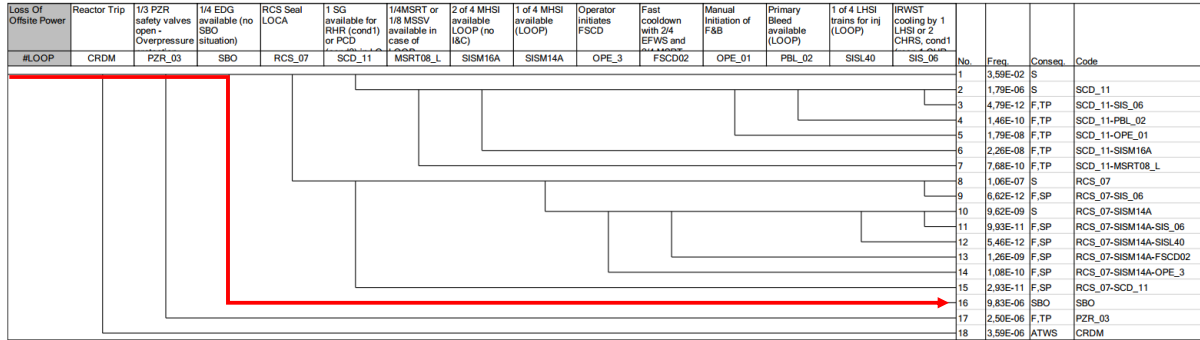 Loss Of
Offsite Power
Reactor Trip
1/3 PZR
safety valves
open -
Overpressure
1/4 EDG
available (no
SBO
situation)
RCS Seal
LOCA
1 SG
available for
RHR (cond1)
or PCD
1/4MSRT or
1/8 MSSV
available in
case of
2 of 4 MHSI
available
LOOP (no
I&C)
1 of 4 MHSI
available
(LOOP)
Operator
initiates
FSCD
Fast
cooldown
with 2/4
EFWS and
Manual
Initiation of
F&B
Primary
Bleed
available
(LOOP)
1 of 4 LHSI
trains for inj
(LOOP)
IRWST
cooling by 1
LHSI or 2
CHRS, cond1
#LOOP CRDM PZR_03 SBO RCS_07 SCD_11 MSRT08_L SISM16A SISM14A OPE_3 FSCD02 OPE_01 PBL_02 SISL40 SIS_06 No. Freq. Conseq. Code
1 3,59E-02 S
2 1,79E-06 S SCD_11
3 4,79E-12 F,TP SCD_11-SIS_06
4 1,46E-10 F,TP SCD_11-PBL_02
5 1,79E-08 F,TP SCD_11-OPE_01
6 2,26E-08 F,TP SCD_11-SISM16A
7 7,68E-10 F,TP SCD_11-MSRT08_L
8 1,06E-07 S RCS_07
9 6,62E-12 F,SP RCS_07-SIS_06
10 9,62E-09 S RCS_07-SISM14A
11 9,93E-11 F,SP RCS_07-SISM14A-SIS_06
12 5,46E-12 F,SP RCS_07-SISM14A-SISL40
13 1,26E-09 F,SP RCS_07-SISM14A-FSCD02
14 1,08E-10 F,SP RCS_07-SISM14A-OPE_3
15 2,93E-11 F,SP RCS_07-SCD_11
16 9,83E-06 SBO SBO
17 2,50E-06 F,TP PZR_03
18 3,59E-06 ATWS CRDM